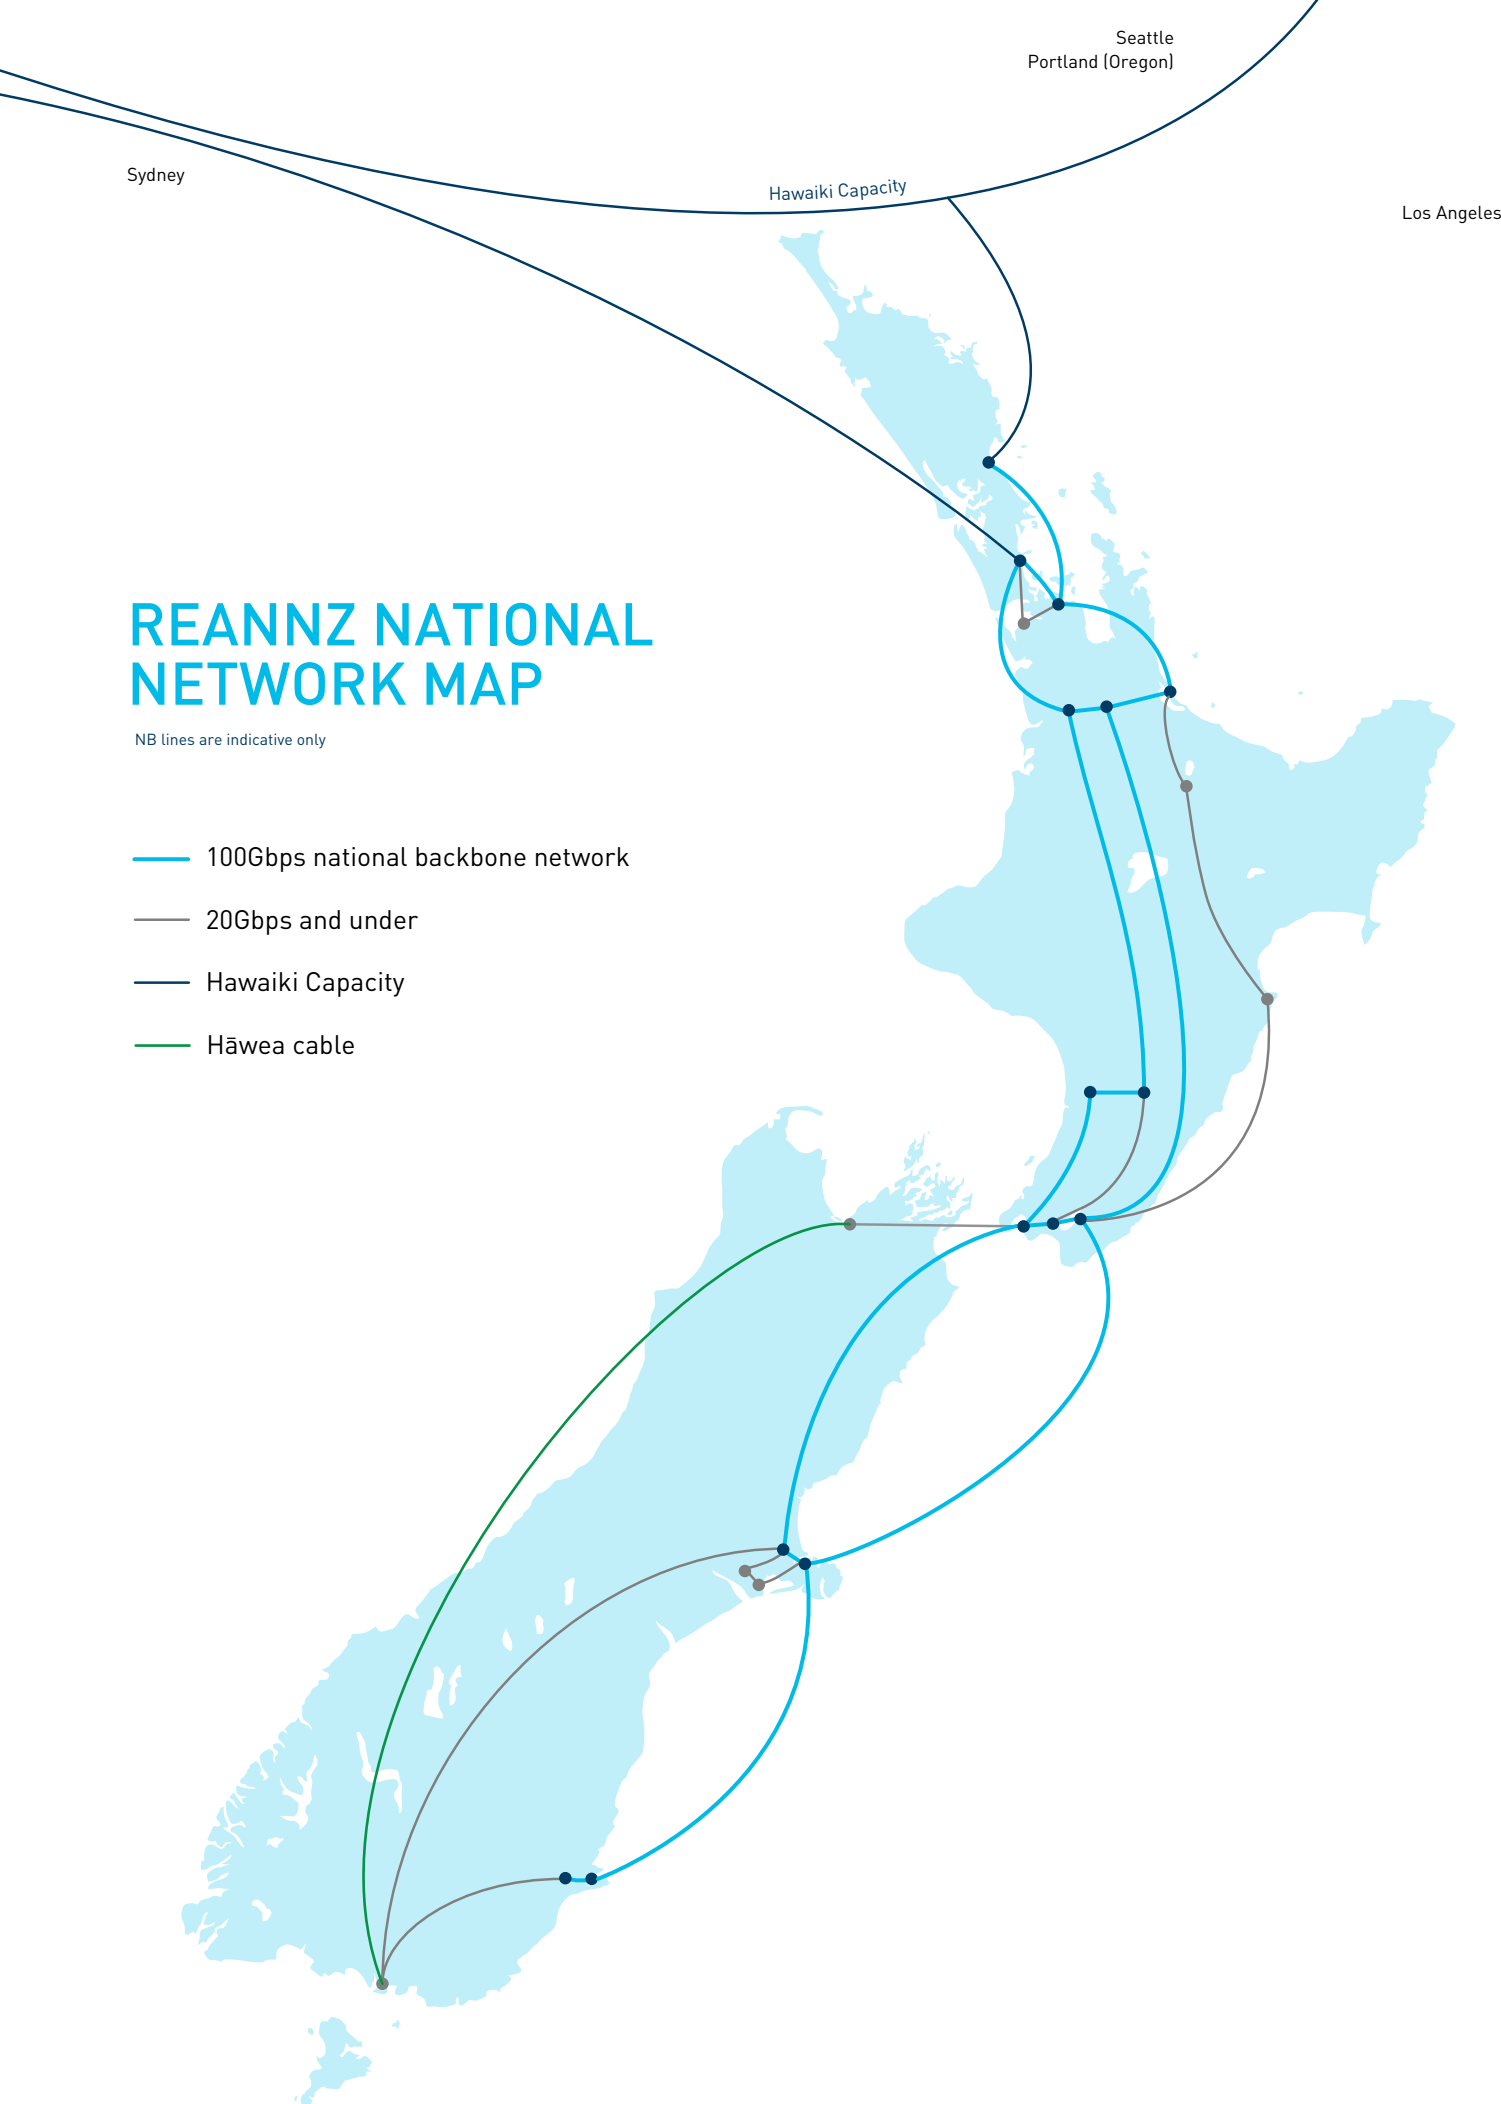 Seattle
Portland (Oregon)
Sydney
Hawaiki Capacity
Los Angeles
REANNZ NATIONAL
NETWORK MAP
NB lines are indicative only
100Gbps national backbone network
20Gbps and under
Hawaiki Capacity
Hāwea cable